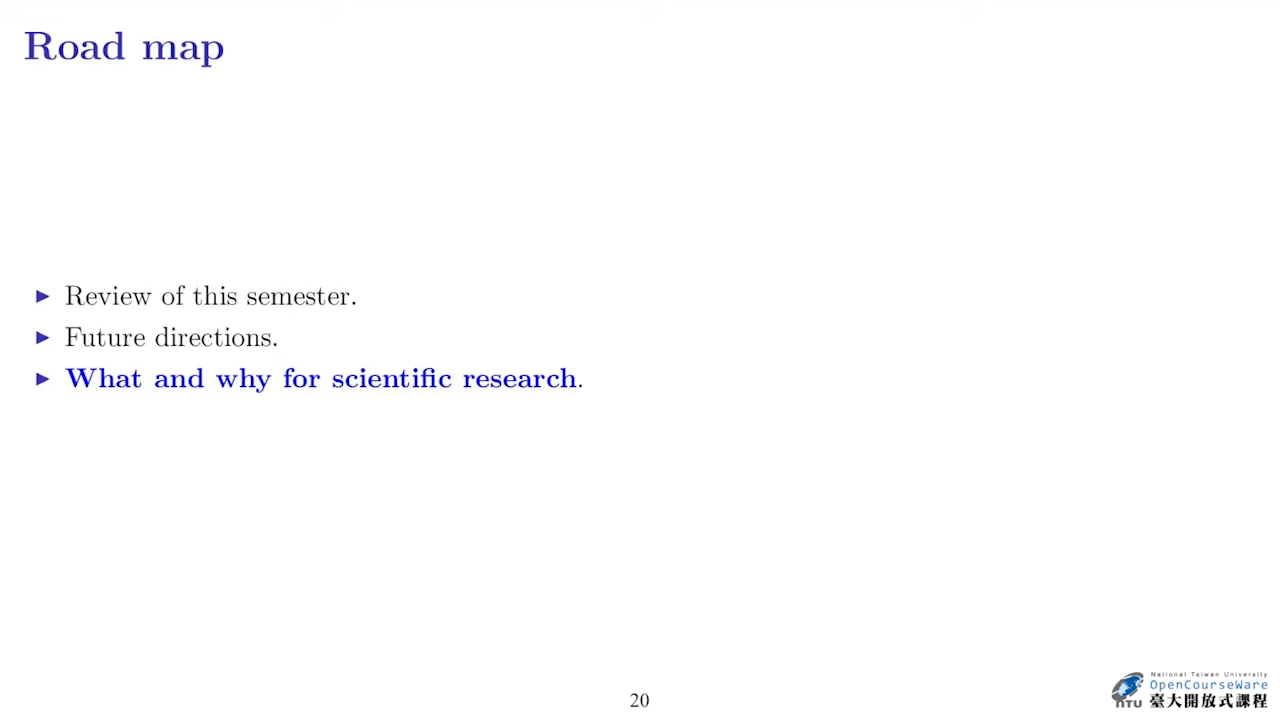 Road map
▶ Review of this semester.
▶ Future directions.
▶ What and why for scientific research.
20
National Taiwan University
OpenCourseWare
NTU 臺大開放式課程